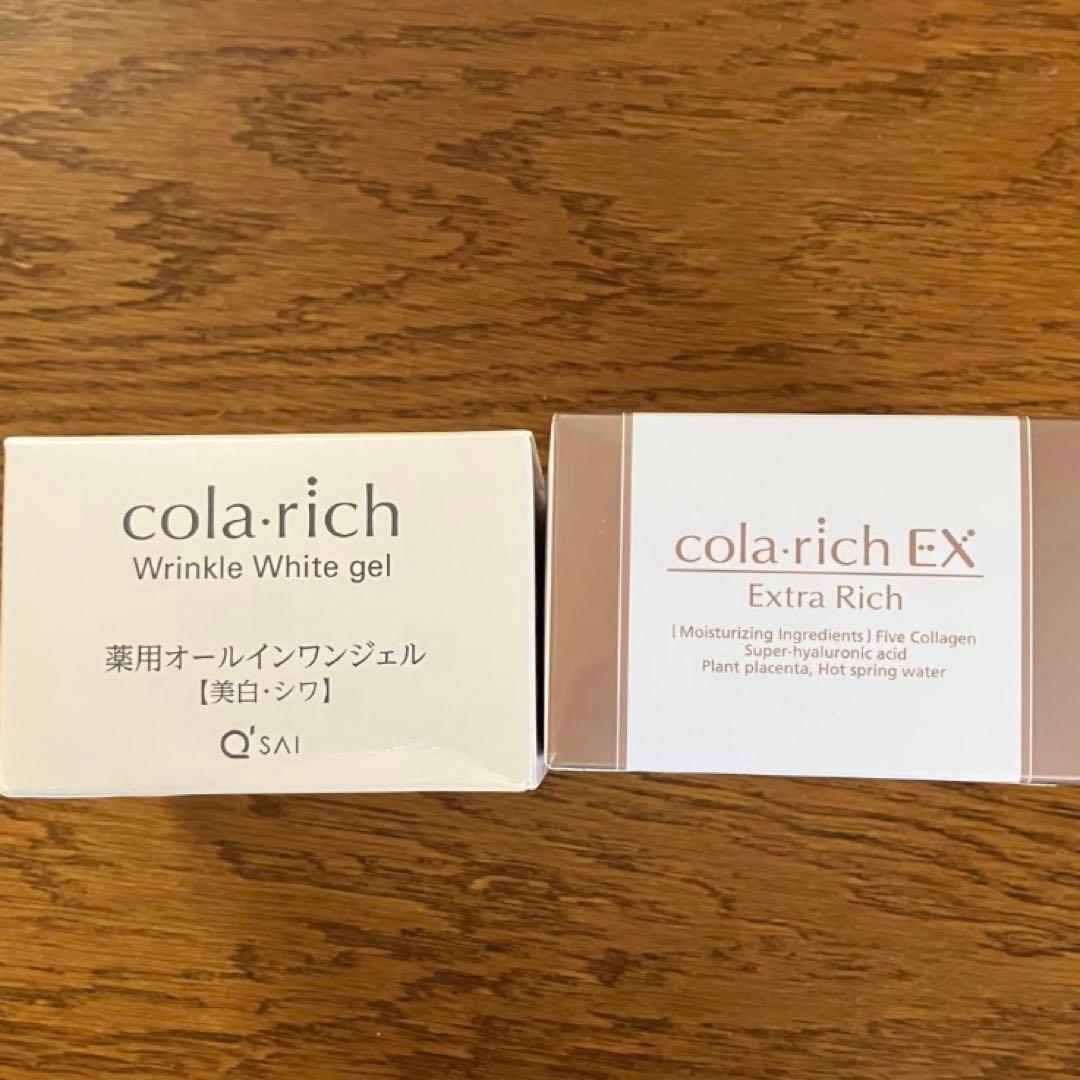 cola·rich
Wrinkle White gel
薬用オールインワンジェル
【美白・シワ】
Q'SAI
cola·rich EX
Extra Rich
[Moisturizing Ingredients] Five Collagen
Super-hyaluronic acid
Plant placenta, Hot spring water